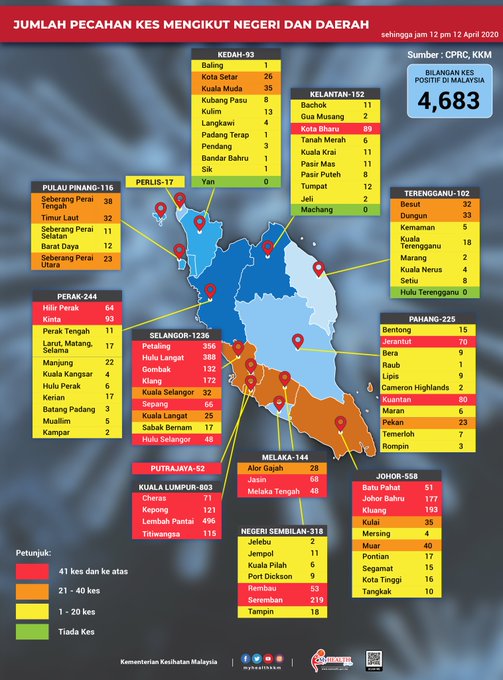 JUMLAH PECAHAN KES MENGIKUT NEGERI DAN DAERAH
sehingga jam 12 pm 12 April 2020
Sumber : CPRC, KKM
BILANGAN KES
POSITIF DI MALAYSIA
4,683
KEDAH-93
Baling 1
Kota Setar 26
Kuala Muda 35
Kubang Pasu 8
Kulim 13
Langkawi 4
Padang Terap 1
Pendang 3
Bandar Bahru 1
Sik 1
Yan 0
KELANTAN-152
Bachok 11
Gua Musang 2
Kota Bharu 89
Tanah Merah 6
Kuala Krai 11
Pasir Mas 11
Pasir Puteh 8
Tumpat 12
Jeli 2
Machang 0
PULAU PINANG-116
Seberang Perai
Tengah 38
Timur Laut 32
Seberang Perai
Selatan 11
Barat Daya 12
Seberang Perai
Utara 23
PERLIS-17
TERENGGANU-102
Besut 32
Dungun 33
Kemaman 5
Kuala
Terengganu 18
Marang 2
Kuala Nerus 4
Setiu 8
Hulu Terengganu 0
PERAK-244
Hilir Perak 64
Kinta 93
Perak Tengah 11
Larut, Matang,
Selama 17
Manjung 22
Kuala Kangsar 4
Hulu Perak 6
Kerian 17
Batang Padang 3
Muallim 5
Kampar 2
SELANGOR-1236
Petaling 356
Hulu Langat 388
Gombak 132
Klang 172
Kuala Selangor 32
Sepang 66
Kuala Langat 25
Sabak Bernam 17
Hulu Selangor 48
PAHANG-225
Bentong 15
Jerantut 70
Bera 9
Raub 1
Lipis 9
Cameron Highlands 2
Kuantan 80
Maran 6
Pekan 23
Temerloh 7
Rompin 3
PUTRAJAYA-52
KUALA LUMPUR-803
Cheras 71
Kepong 121
Lembah Pantai 496
Titiwangsa 115
MELAKA-144
Alor Gajah 28
Jasin 68
Melaka Tengah 48
JOHOR-558
Batu Pahat 51
Johor Bahru 177
Kluang 193
Kulai 35
Mersing 4
Muar 40
Pontian 17
Segamat 15
Kota Tinggi 16
Tangkak 10
NEGERI SEMBILAN-318
Jelebu 2
Jempol 11
Kuala Pilah 6
Port Dickson 9
Rembau 53
Seremban 219
Tampin 18
Petunjuk:
41 kes dan ke atas
21 - 40 kes
1 - 20 kes
Tiada Kes
Kementerian Kesihatan Malaysia
myhealthkkm
MyHEALTH